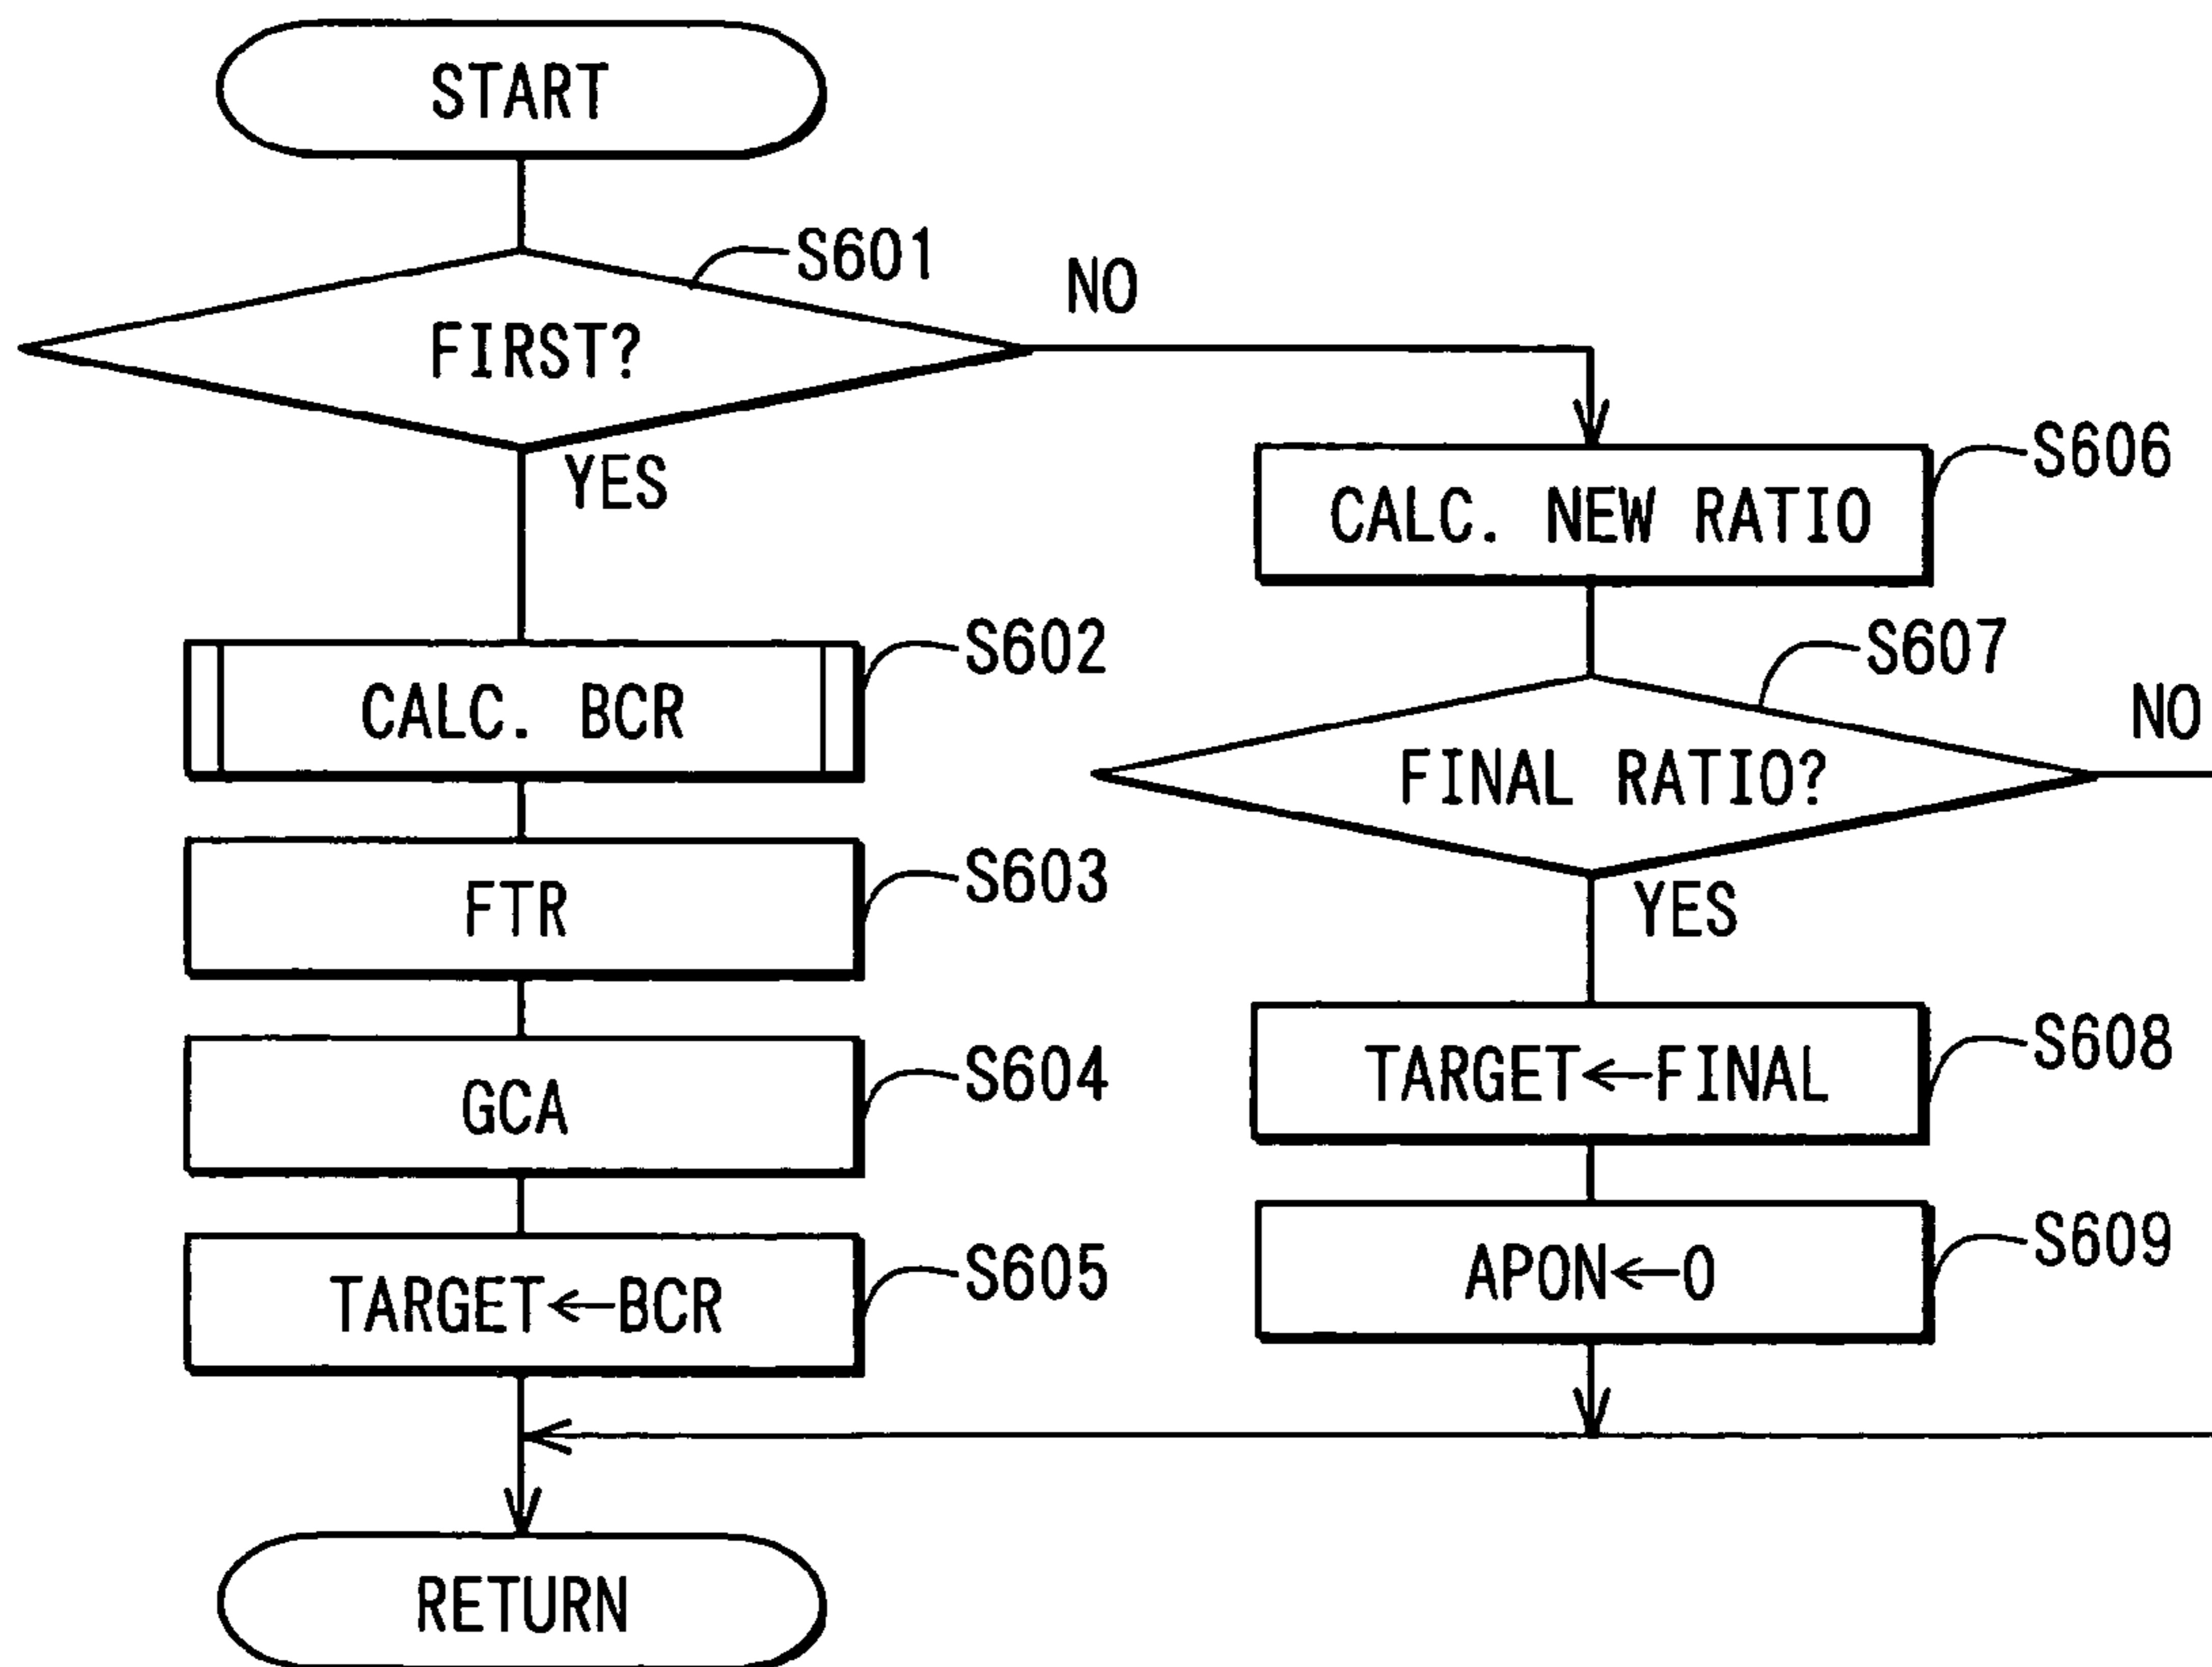 START
S601
FIRST?
NO
YES
S602
CALC. BCR
S603
FTR
S604
GCA
S605
TARGET←BCR
S606
CALC. NEW RATIO
S607
FINAL RATIO?
NO
YES
S608
TARGET←FINAL
S609
APON←0
RETURN